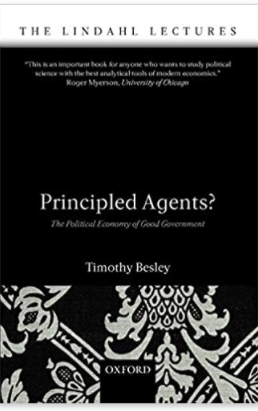 THE LINDAHL LECTURES
"This is an important book for anyone who wants to study political
science with the best analytical tools of modern economics."
Roger Myerson, University of Chicago
Principled Agents?
The Political Economy of Good Government
Timothy Besley
OXFORD